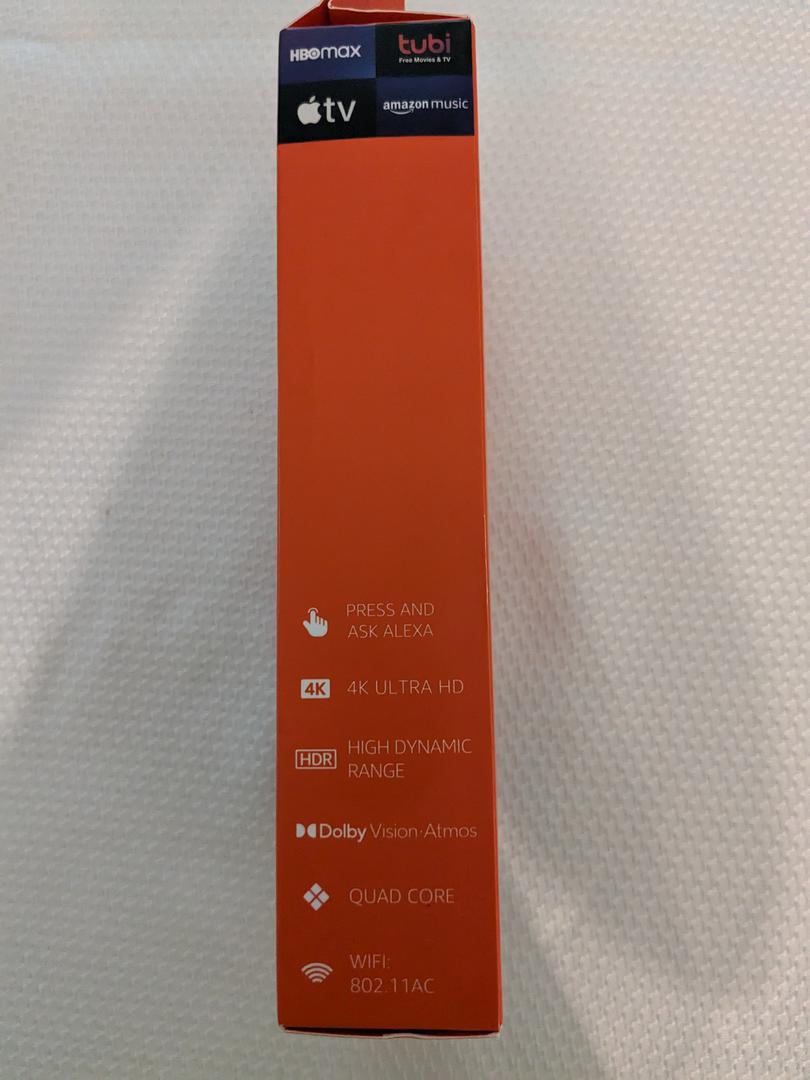 HBOmax
tubi
Free Movies & TV
tv
amazon music
PRESS AND
ASK ALEXA
4K 4K ULTRA HD
HDR HIGH DYNAMIC
RANGE
Dolby Vision·Atmos
QUAD CORE
WIFI:
802.11AC